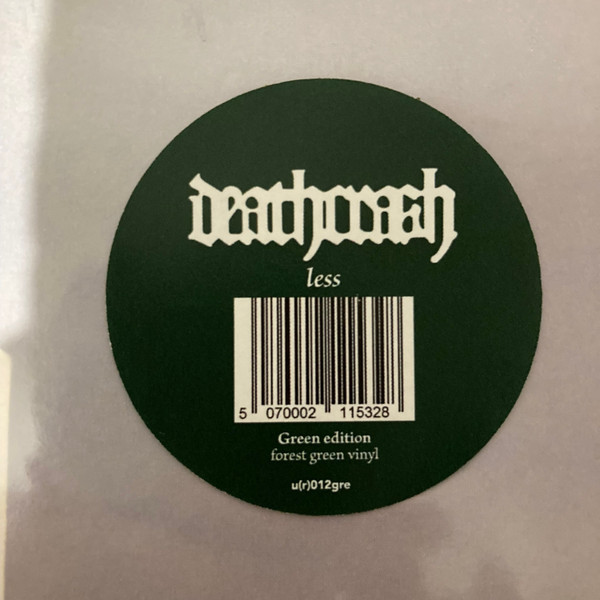 deathcrash
less
5 070002 115328
Green edition
forest green vinyl
u(r)012gre